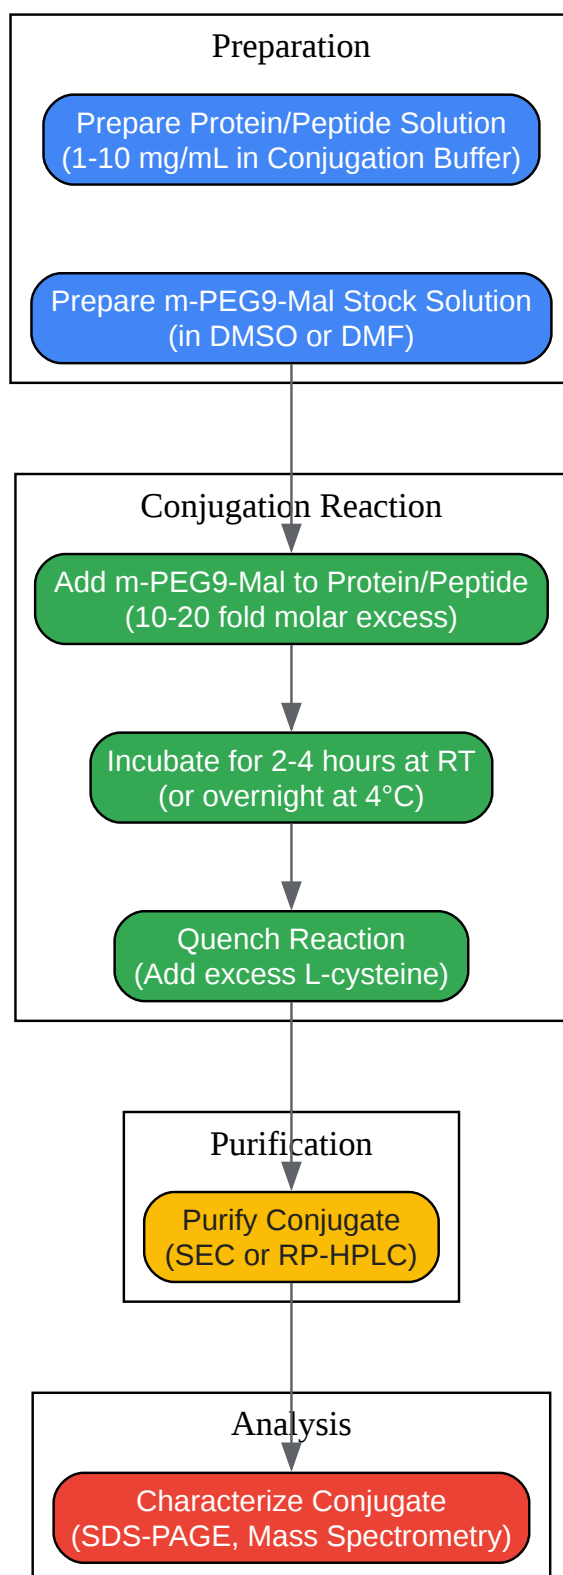 Preparation
Prepare Protein/Peptide Solution
(1-10 mg/mL in Conjugation Buffer)
Prepare m-PEG9-Mal Stock Solution
(in DMSO or DMF)
Conjugation Reaction
Add m-PEG9-Mal to Protein/Peptide
(10-20 fold molar excess)
Incubate for 2-4 hours at RT
(or overnight at 4°C)
Quench Reaction
(Add excess L-cysteine)
Purification
Purify Conjugate
(SEC or RP-HPLC)
Analysis
Characterize Conjugate
(SDS-PAGE, Mass Spectrometry)